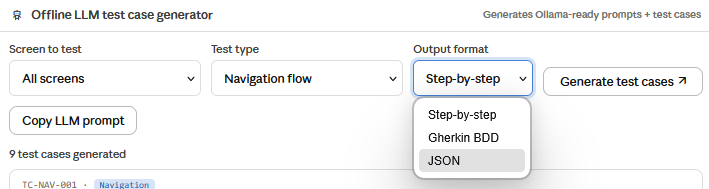 Offline LLM test case generator
Generates Ollama-ready prompts + test cases
Screen to test
Test type
Output format
All screens
Navigation flow
Step-by-step
Generate test cases ↗
Step-by-step
Gherkin BDD
JSON
Copy LLM prompt
9 test cases generated
TC-NAV-001 · Navigation